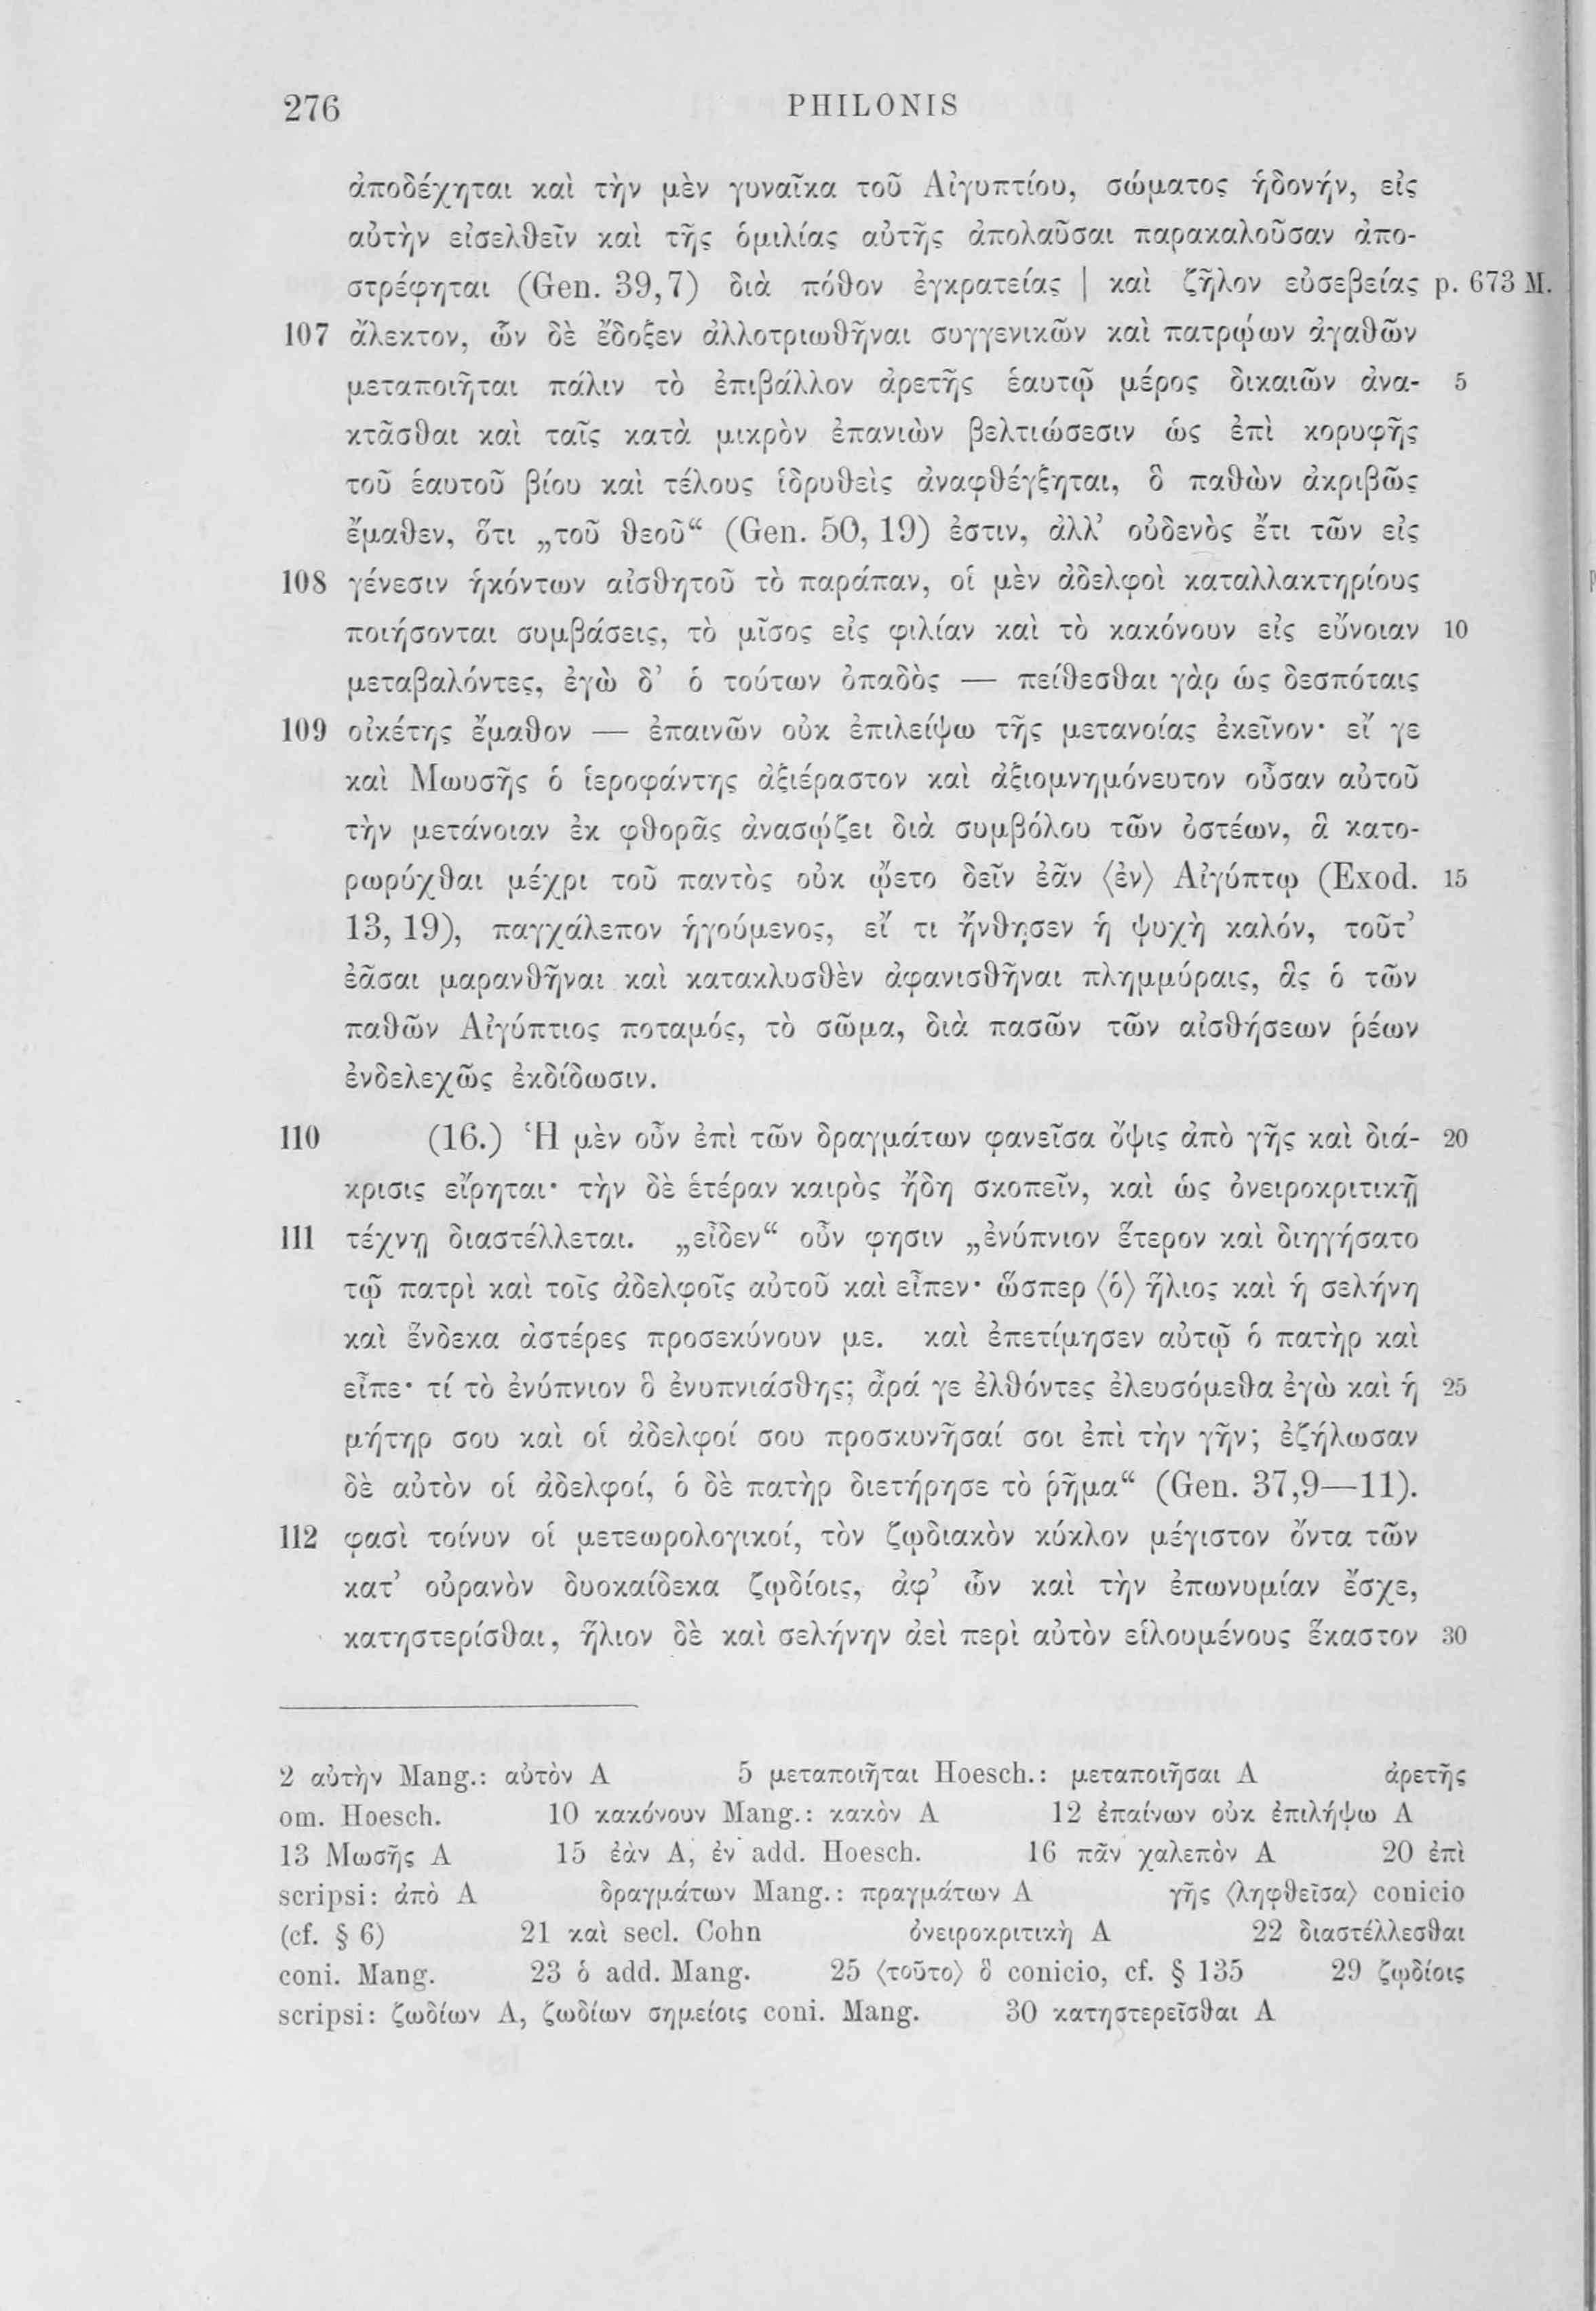 276 PHILONIS
ἀποδέχηται καὶ τὴν μὲν γυναῖκα τοῦ Αἰγυπτίου, σώματος ἡδονήν, εἰς
αὐτὴν εἰσελθεῖν καὶ τῆς ὁμιλίας αὐτῆς ἀπολαῦσαι παρακαλοῦσαν ἀπο-
στρέφηται (Gen. 39,7) διὰ πόθον ἐγκρατείας | καὶ ζῆλον εὐσεβείας p. 673 M.
107 ἄλεκτον, ὧν δὲ ἔδοξεν ἀλλοτριωθῆναι συγγενικῶν καὶ πατρῴων ἀγαθῶν
μεταποιῆται πάλιν τὸ ἐπιβάλλον ἀρετῆς ἑαυτῷ μέρος δικαιῶν ἀνα- 5
κτᾶσθαι καὶ ταῖς κατὰ μικρὸν ἐπανιὼν βελτιώσεσιν ὡς ἐπὶ κορυφῆς
τοῦ ἑαυτοῦ βίου καὶ τέλους ἱδρυθεὶς ἀναφθέγξηται, ὃ παθὼν ἀκριβῶς
ἔμαθεν, ὅτι „τοῦ θεοῦ“ (Gen. 50, 19) ἐστιν, ἀλλ’ οὐδενὸς ἔτι τῶν εἰς
108 γένεσιν ἡκόντων αἰσθητοῦ τὸ παράπαν, οἱ μὲν ἀδελφοὶ καταλλακτηρίους
ποιήσονται συμβάσεις, τὸ μῖσος εἰς φιλίαν καὶ τὸ κακόνουν εἰς εὔνοιαν 10
μεταβαλόντες, ἐγὼ δ’ ὁ τούτων ὀπαδὸς — πείθεσθαι γὰρ ὡς δεσπόταις
109 οἰκέτης ἔμαθον — ἐπαινῶν οὐκ ἐπιλείψω τῆς μετανοίας ἐκεῖνον· εἴ γε
καὶ Μωυσῆς ὁ ἱεροφάντης ἀξιέραστον καὶ ἀξιομνημόνευτον οὖσαν αὐτοῦ
τὴν μετάνοιαν ἐκ φθορᾶς ἀνασῴζει διὰ συμβόλου τῶν ὀστέων, ἃ κατο-
ρωρύχθαι μέχρι τοῦ παντὸς οὐκ ᾤετο δεῖν ἐᾶν ⟨ἐν⟩ Αἰγύπτῳ (Exod. 15
13, 19), παγχάλεπον ἡγούμενος, εἴ τι ἤνθησεν ἡ ψυχὴ καλόν, τοῦτ’
ἐᾶσαι μαρανθῆναι καὶ κατακλυσθὲν ἀφανισθῆναι πλημμύραις, ἃς ὁ τῶν
παθῶν Αἰγύπτιος ποταμός, τὸ σῶμα, διὰ πασῶν τῶν αἰσθήσεων ῥέων
ἐνδελεχῶς ἐκδίδωσιν.
110 (16.) Ἡ μὲν οὖν ἐπὶ τῶν δραγμάτων φανεῖσα ὄψις ἀπὸ γῆς καὶ διά- 20
κρισις εἴρηται· τὴν δὲ ἑτέραν καιρὸς ἤδη σκοπεῖν, καὶ ὡς ὀνειροκριτικῇ
111 τέχνῃ διαστέλλεται. „εἶδεν“ οὖν φησιν „ἐνύπνιον ἕτερον καὶ διηγήσατο
τῷ πατρὶ καὶ τοῖς ἀδελφοῖς αὐτοῦ καὶ εἶπεν· ὥσπερ ⟨ὁ⟩ ἥλιος καὶ ἡ σελήνη
καὶ ἕνδεκα ἀστέρες προσεκύνουν με. καὶ ἐπετίμησεν αὐτῷ ὁ πατὴρ καὶ
εἶπε· τί τὸ ἐνύπνιον ὃ ἐνυπνιάσθης; ἆρά γε ἐλθόντες ἐλευσόμεθα ἐγὼ καὶ ἡ 25
μήτηρ σου καὶ οἱ ἀδελφοί σου προσκυνῆσαί σοι ἐπὶ τὴν γῆν; ἐζήλωσαν
δὲ αὐτὸν οἱ ἀδελφοί, ὁ δὲ πατὴρ διετήρησε τὸ ῥῆμα“ (Gen. 37,9—11).
112 φασὶ τοίνυν οἱ μετεωρολογικοί, τὸν ζῳδιακὸν κύκλον μέγιστον ὄντα τῶν
κατ’ οὐρανὸν δυοκαίδεκα ζῳδίοις, ἀφ’ ὧν καὶ τὴν ἐπωνυμίαν ἔσχε,
κατηστερίσθαι, ἥλιον δὲ καὶ σελήνην ἀεὶ περὶ αὐτὸν εἱλουμένους ἕκαστον 30
2 αὐτὴν Mang.: αὐτὸν A 5 μεταποιῆται Hoesch.: μεταποιῆσαι A ἀρετῆς
om. Hoesch. 10 κακόνουν Mang.: κακὸν A 12 ἐπαίνων οὐκ ἐπιλήψω A
13 Μωσῆς A 15 ἐὰν A, ἐν add. Hoesch. 16 πᾶν χαλεπὸν A 20 ἐπὶ
scripsi: ἀπὸ A δραγμάτων Mang.: πραγμάτων A γῆς ⟨ληφθεῖσα⟩ conicio
(cf. § 6) 21 καὶ secl. Cohn ὀνειροκριτικὴ A 22 διαστέλλεσθαι
coni. Mang. 23 ὁ add. Mang. 25 ⟨τοῦτο⟩ ὃ conicio, cf. § 135 29 ζῳδίοις
scripsi: ζωδίων A, ζωδίων σημείοις coni. Mang. 30 κατηστερεῖσθαι A